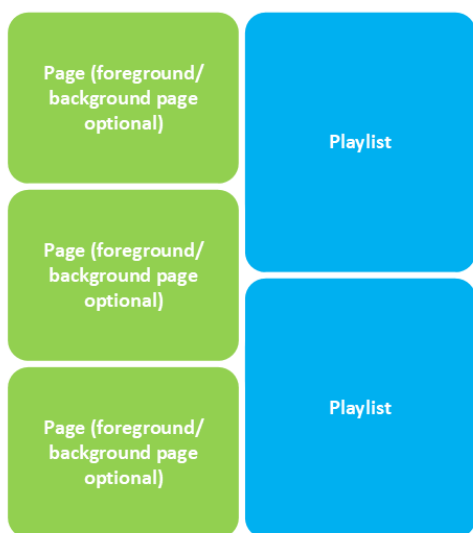 Page (foreground/
background page
optional)
Playlist
Page (foreground/
background page
optional)
Page (foreground/
background page
optional)
Playlist